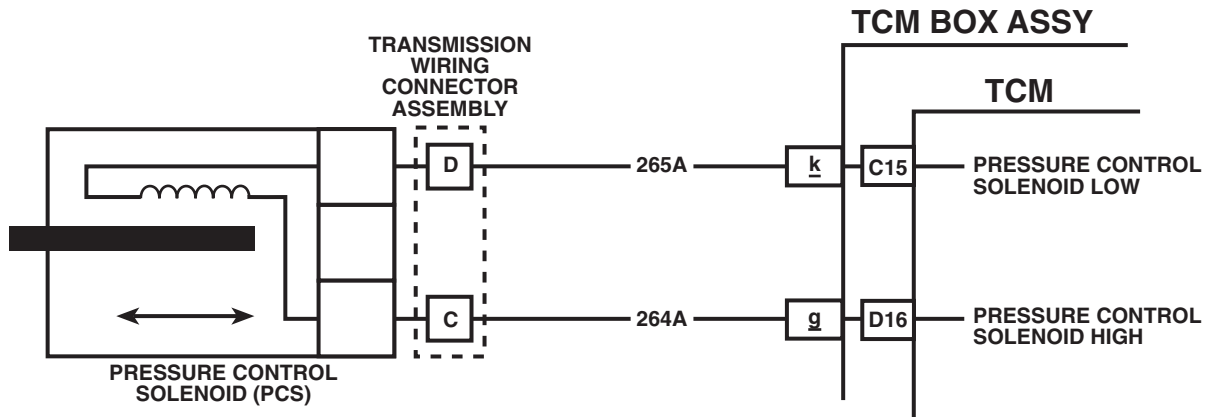 TCM BOX ASSY
TRANSMISSION
WIRING
CONNECTOR
ASSEMBLY
TCM
D
265A
k
C15
PRESSURE CONTROL
SOLENOID LOW
C
264A
g
D16
PRESSURE CONTROL
SOLENOID HIGH
PRESSURE CONTROL
SOLENOID (PCS)